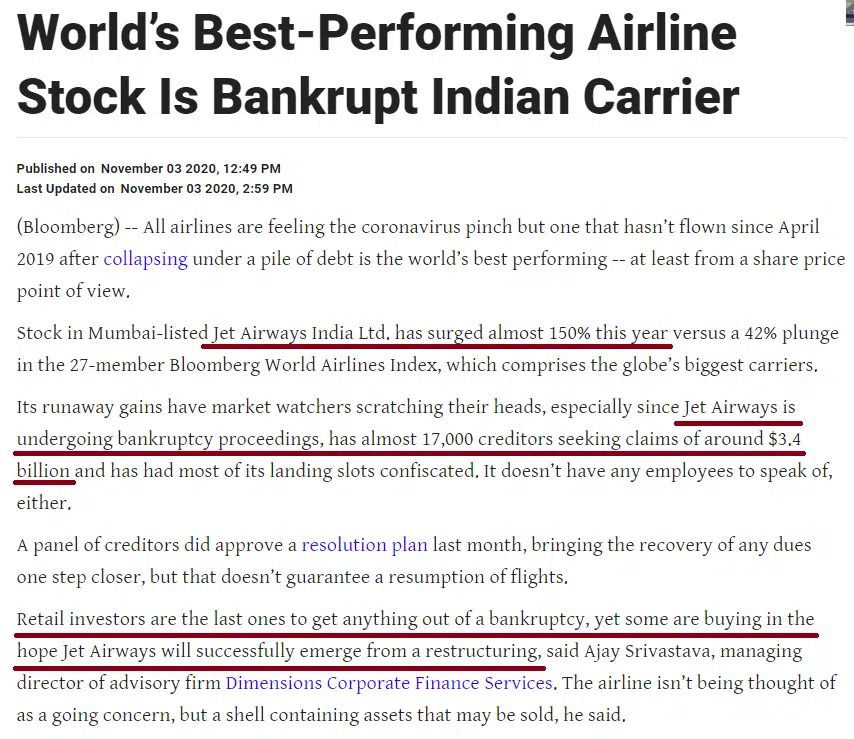 World’s Best-Performing Airline
Stock Is Bankrupt Indian Carrier
Published on November 03 2020, 12:49 PM
Last Updated on November 03 2020, 2:59 PM
(Bloomberg) -- All airlines are feeling the coronavirus pinch but one that hasn’t flown since April
2019 after collapsing under a pile of debt is the world’s best performing -- at least from a share price
point of view.
Stock in Mumbai-listed Jet Airways India Ltd. has surged almost 150% this year versus a 42% plunge
in the 27-member Bloomberg World Airlines Index, which comprises the globe’s biggest carriers.
Its runaway gains have market watchers scratching their heads, especially since Jet Airways is
undergoing bankruptcy proceedings, has almost 17,000 creditors seeking claims of around $3.4
billion and has had most of its landing slots confiscated. It doesn’t have any employees to speak of,
either.
A panel of creditors did approve a resolution plan last month, bringing the recovery of any dues
one step closer, but that doesn’t guarantee a resumption of flights.
Retail investors are the last ones to get anything out of a bankruptcy, yet some are buying in the
hope Jet Airways will successfully emerge from a restructuring, said Ajay Srivastava, managing
director of advisory firm Dimensions Corporate Finance Services. The airline isn’t being thought of
as a going concern, but a shell containing assets that may be sold, he said.